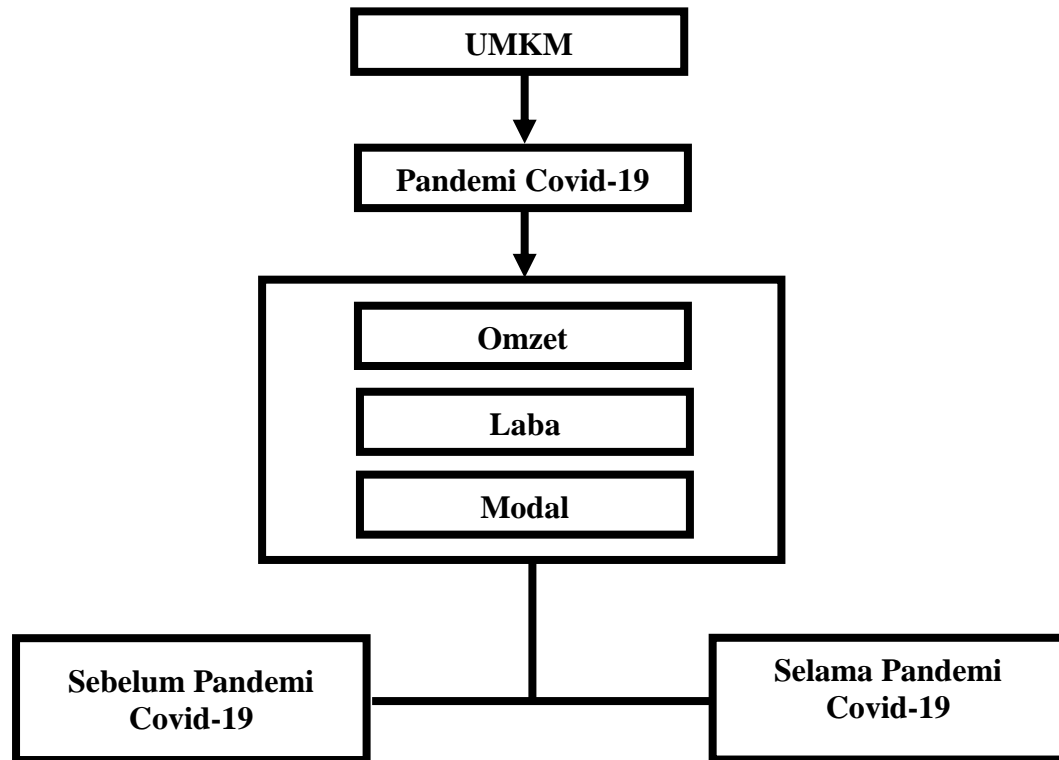 UMKM
Pandemi Covid-19
Omzet
Laba
Modal
Sebelum Pandemi
Covid-19
Selama Pandemi
Covid-19